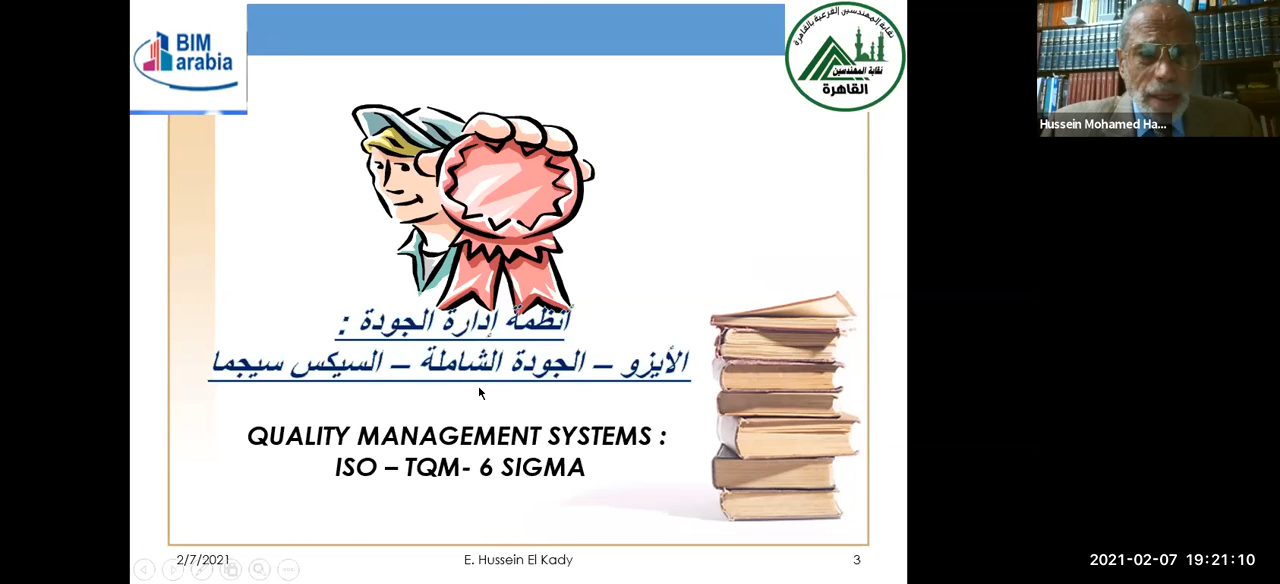 BIM
arabia
نقابة المهندسين الفرعية بالقاهرة
نقابة المهندسين
القاهرة
Hussein Mohamed Ha...
أنظمة إدارة الجودة :
الأيزو – الجودة الشاملة – السيكس سيجما
QUALITY MANAGEMENT SYSTEMS :
ISO – TQM- 6 SIGMA
2/7/2021
E. Hussein El Kady
3
2021-02-07 19:21:10